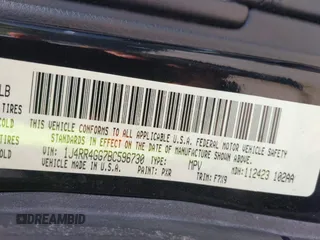 LB
TIRES
COLD
TIRES
COLD
THIS VEHICLE CONFORMS TO ALL APPLICABLE U.S.A. FEDERAL MOTOR VEHICLE SAFETY
STANDARDS IN EFFECT ON THE DATE OF MANUFACTURE SHOWN ABOVE.
VIN: 1J4RR4GG7BC596730 TYPE: MPV MDH: 112423 102AA
VEHICLE MADE IN U.S.A. PAINT: PXR TRIM: F7X9
DREAMBID